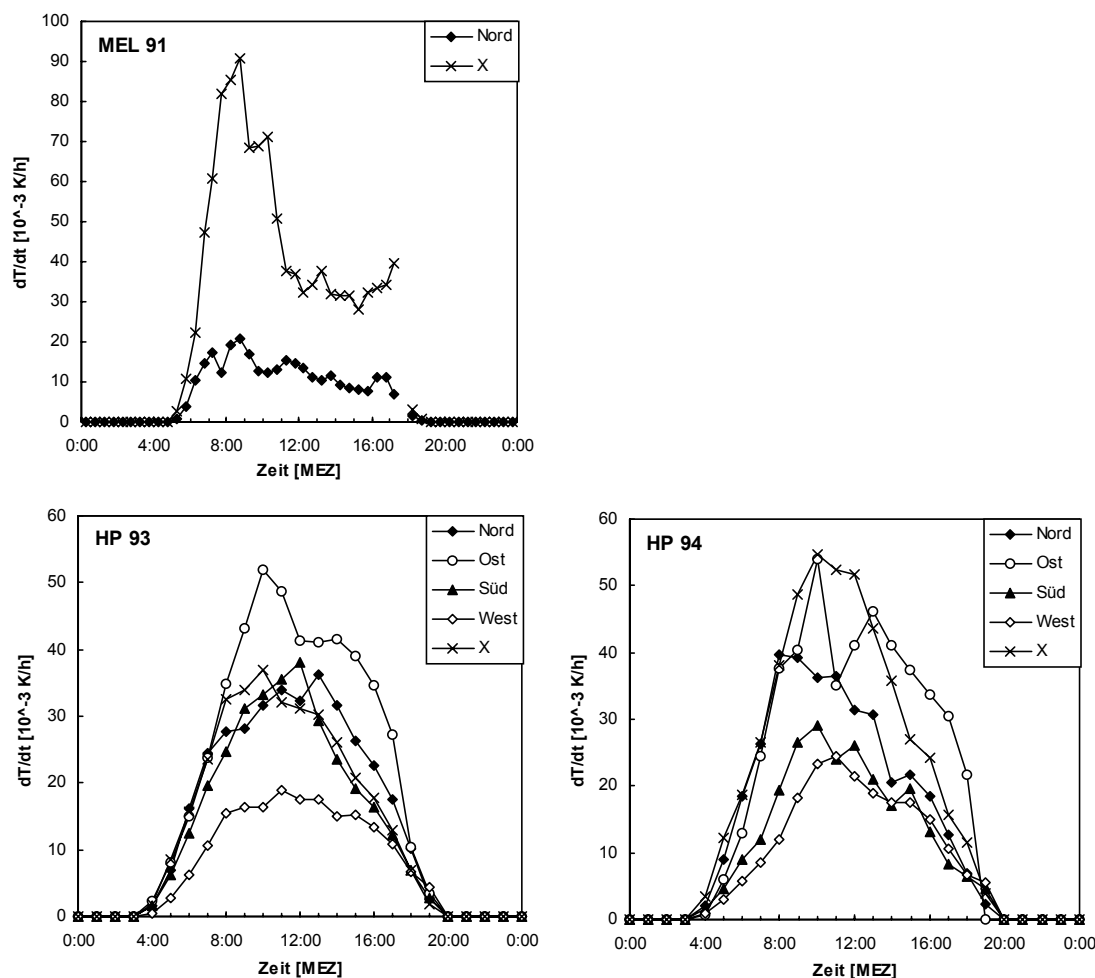 MEL 91
Nord
X
dT/dt [10^-3 K/h]
100
90
80
70
60
50
40
30
20
10
0
0:00 4:00 8:00 12:00 16:00 20:00 0:00
Zeit [MEZ]
HP 93
Nord
Ost
Süd
West
X
dT/dt [10^-3 K/h]
60
50
40
30
20
10
0
0:00 4:00 8:00 12:00 16:00 20:00 0:00
Zeit [MEZ]
HP 94
Nord
Ost
Süd
West
X
dT/dt [10^-3 K/h]
60
50
40
30
20
10
0
0:00 4:00 8:00 12:00 16:00 20:00 0:00
Zeit [MEZ]